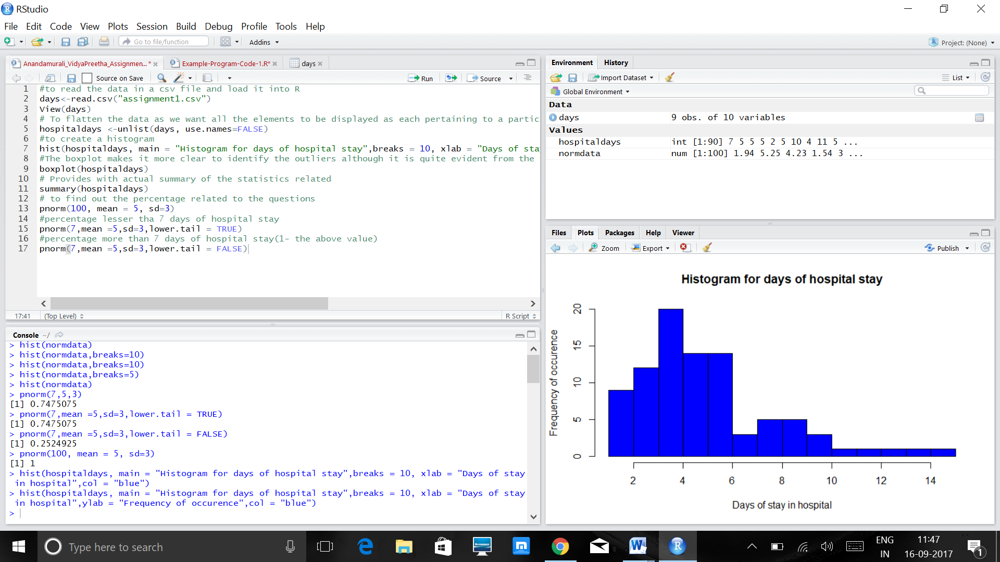 RStudio
File Edit Code View Plots Session Build Debug Profile Tools Help
Go to file/function Addins Project: (None)
Anandamurali_VidyaPreetha_Assignmen...* Example-Program-Code-1.R* days
Source on Save Run Source
1 #to read the data in a csv file and load it into R
2 days<-read.csv("assignment1.csv")
3 View(days)
4 # To flatten the data as we want all the elements to be displayed as each pertaining to a partic
5 hospitaldays <-unlist(days, use.names=FALSE)
6 #to create a histogram
7 hist(hospitaldays, main = "Histogram for days of hospital stay",breaks = 10, xlab = "Days of sta
8 #The boxplot makes it more clear to identify the outliers although it is quite evident from the
9 boxplot(hospitaldays)
10 # Provides with actual summary of the statistics related
11 summary(hospitaldays)
12 # to find out the percentage related to the questions
13 pnorm(100, mean = 5, sd=3)
14 #percentage lesser tha 7 days of hospital stay
15 pnorm(7,mean =5,sd=3,lower.tail = TRUE)
16 #percentage more than 7 days of hospital stay(1- the above value)
17 pnorm(7,mean =5,sd=3,lower.tail = FALSE)
17:41 (Top Level) R Script
Console ~/
> hist(normdata)
> hist(normdata,breaks=10)
> hist(normdata,breaks=10)
> hist(normdata,breaks=5)
> hist(normdata)
> pnorm(7,5,3)
[1] 0.7475075
> pnorm(7,mean =5,sd=3,lower.tail = TRUE)
[1] 0.7475075
> pnorm(7,mean =5,sd=3,lower.tail = FALSE)
[1] 0.2524925
> pnorm(100, mean = 5, sd=3)
[1] 1
> hist(hospitaldays, main = "Histogram for days of hospital stay",breaks = 10, xlab = "Days of stay
in hospital",col = "blue")
> hist(hospitaldays, main = "Histogram for days of hospital stay",breaks = 10, xlab = "Days of stay
in hospital",ylab = "Frequency of occurence",col = "blue")
>
Environment History
Import Dataset List
Global Environment
Data
days 9 obs. of 10 variables
Values
hospitaldays int [1:90] 7 5 5 5 2 5 10 4 11 5 ...
normdata num [1:100] 1.94 5.25 4.23 1.54 3 ...
Files Plots Packages Help Viewer
Zoom Export Publish
Histogram for days of hospital stay
Frequency of occurence
20
15
10
5
0
2 4 6 8 10 12 14
Days of stay in hospital
Type here to search
lenovo
m
W
R
ENG
IN
11:47
16-09-2017
1